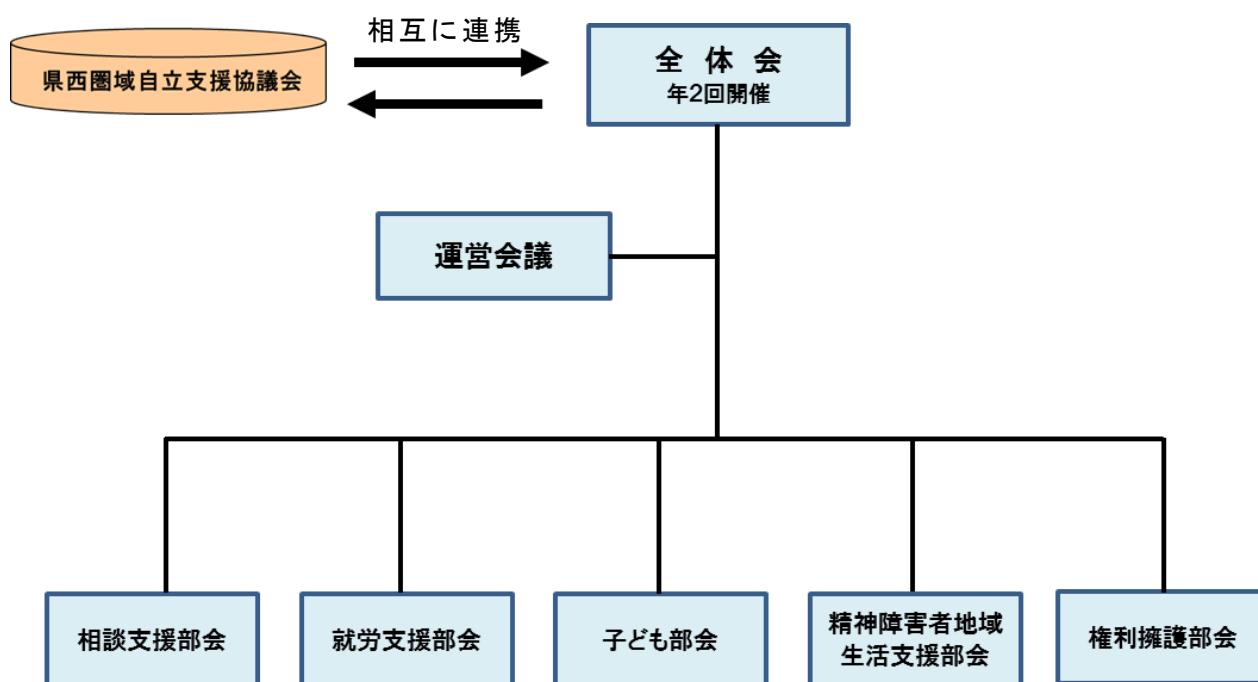 相互に連携
県西圏域自立支援協議会
全体会
年2回開催
運営会議
相談支援部会
就労支援部会
子ども部会
精神障害者地域
生活支援部会
権利擁護部会